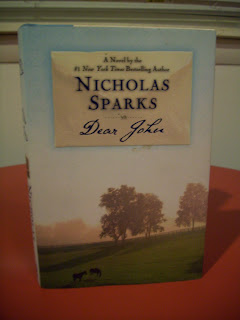 A Novel by the
#1 New York Times Bestselling Author
NICHOLAS
SPARKS
Dear John